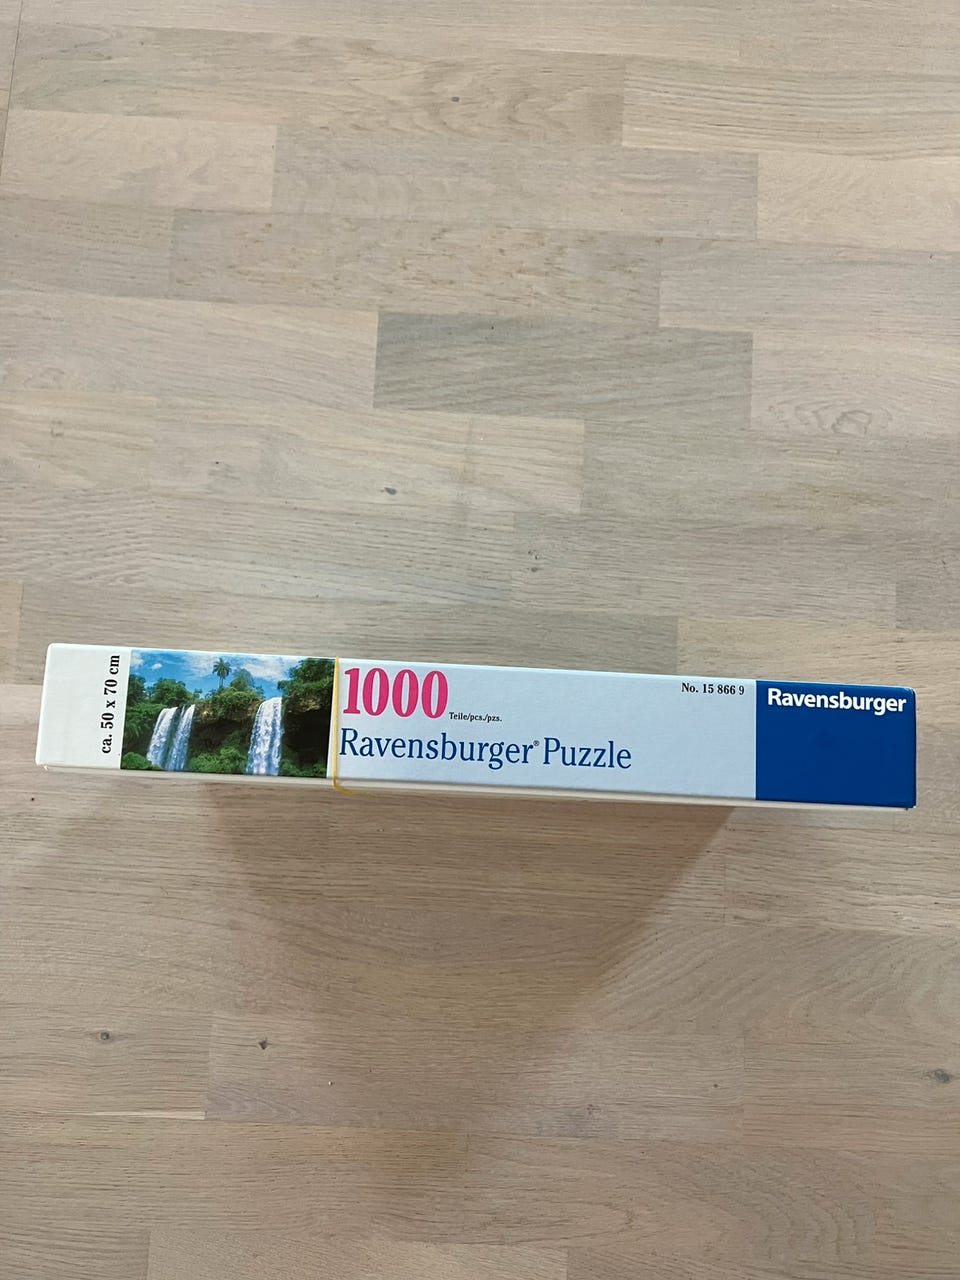 ca. 50 x 70 cm
1000
Teile/pcs./pzs.
Ravensburger® Puzzle
No. 15 866 9
Ravensburger